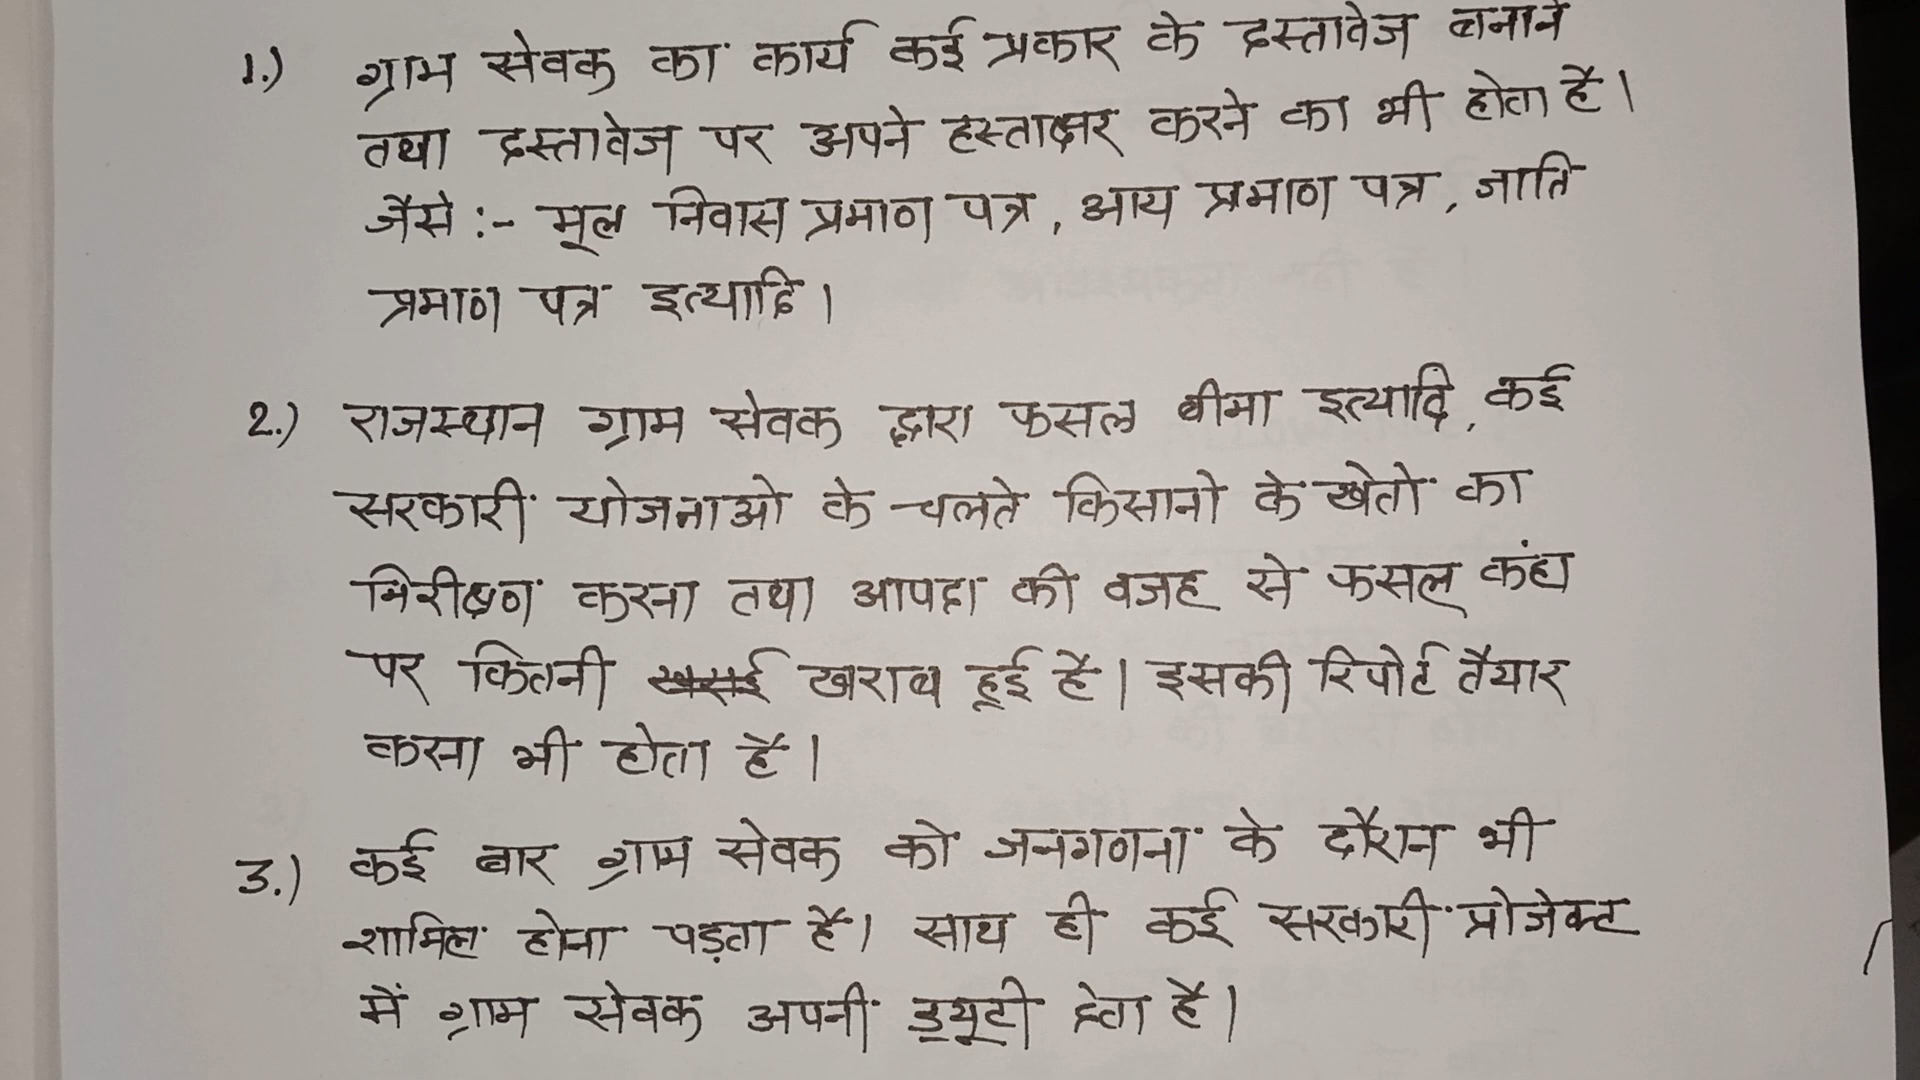 1.) ग्राम सेवक का कार्य कई प्रकार के दस्तावेज बनाने
तथा दस्तावेज पर अपने हस्ताक्षर करने का भी होता है।
जैसे :- मूल निवास प्रमाण पत्र, आय प्रमाण पत्र, जाति
प्रमाण पत्र इत्यादि।
2.) राजस्थान ग्राम सेवक द्वारा फसल बीमा इत्यादि, कई
सरकारी योजनाओ के चलते किसानो के खेतो का
निरीक्षण करना तथा आपदा की वजह से फसल कहां
पर कितनी खराब हुई है। इसकी रिपोर्ट तैयार
करना भी होता है।
3.) कई बार ग्राम सेवक को जनगणना के दौरान भी
शामिल होना पड़ता है। साथ ही कई सरकारी प्रोजेक्ट
में ग्राम सेवक अपनी ड्यूटी देता है।